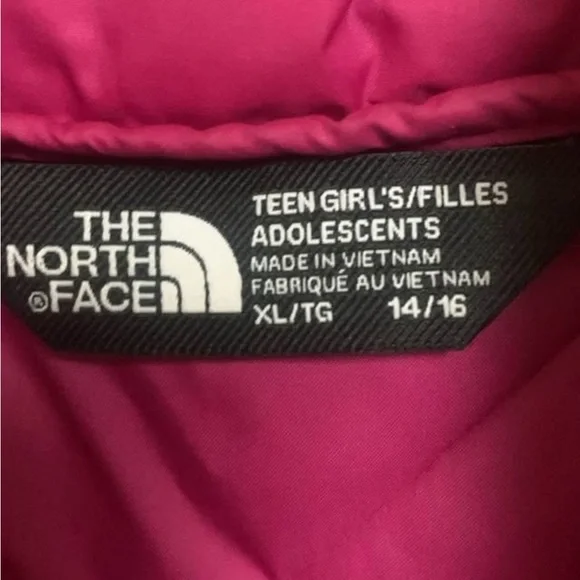 THE
NORTH
®FACE
TEEN GIRL'S/FILLES
ADOLESCENTS
MADE IN VIETNAM
FABRIQUÉ AU VIETNAM
XL/TG 14/16